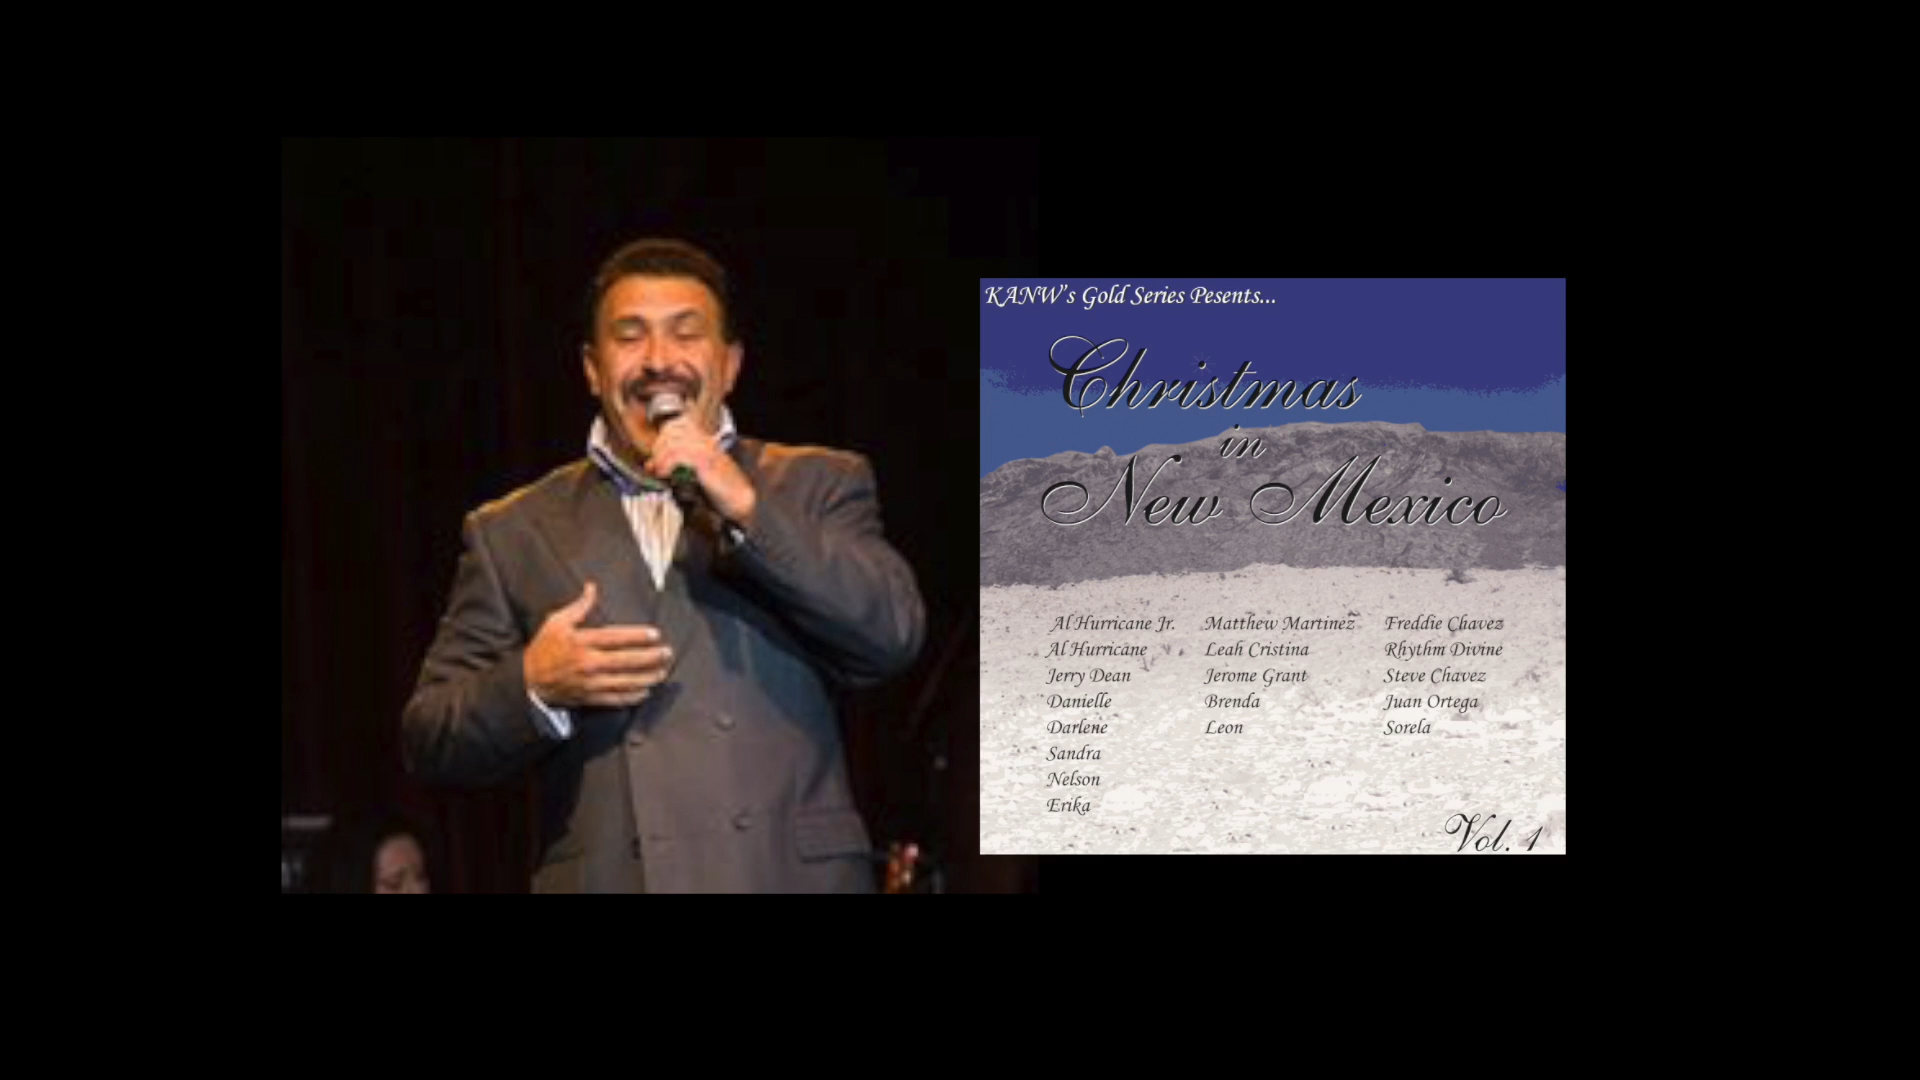 KANW's Gold Series Pesents...
Christmas
in
New Mexico
Al Hurricane Jr.
Al Hurricane
Jerry Dean
Danielle
Darlene
Sandra
Nelson
Erika
Matthew Martinez
Leah Cristina
Jerome Grant
Brenda
Leon
Freddie Chavez
Rhythm Divine
Steve Chavez
Juan Ortega
Sorela
Vol. 1